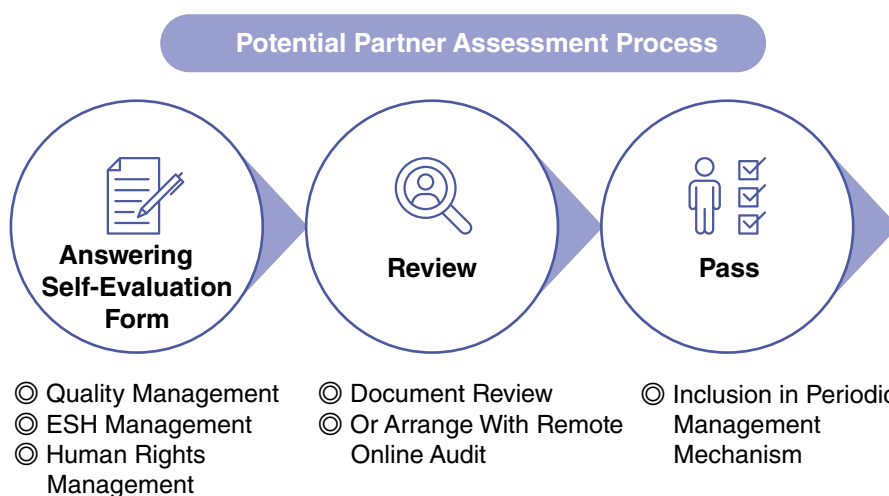 Potential Partner Assessment Process
Answering
Self-Evaluation
Form
Review
Pass
◎ Quality Management
◎ ESH Management
◎ Human Rights
Management
◎ Document Review
◎ Or Arrange With Remote
Online Audit
◎ Inclusion in Periodic
Management
Mechanism